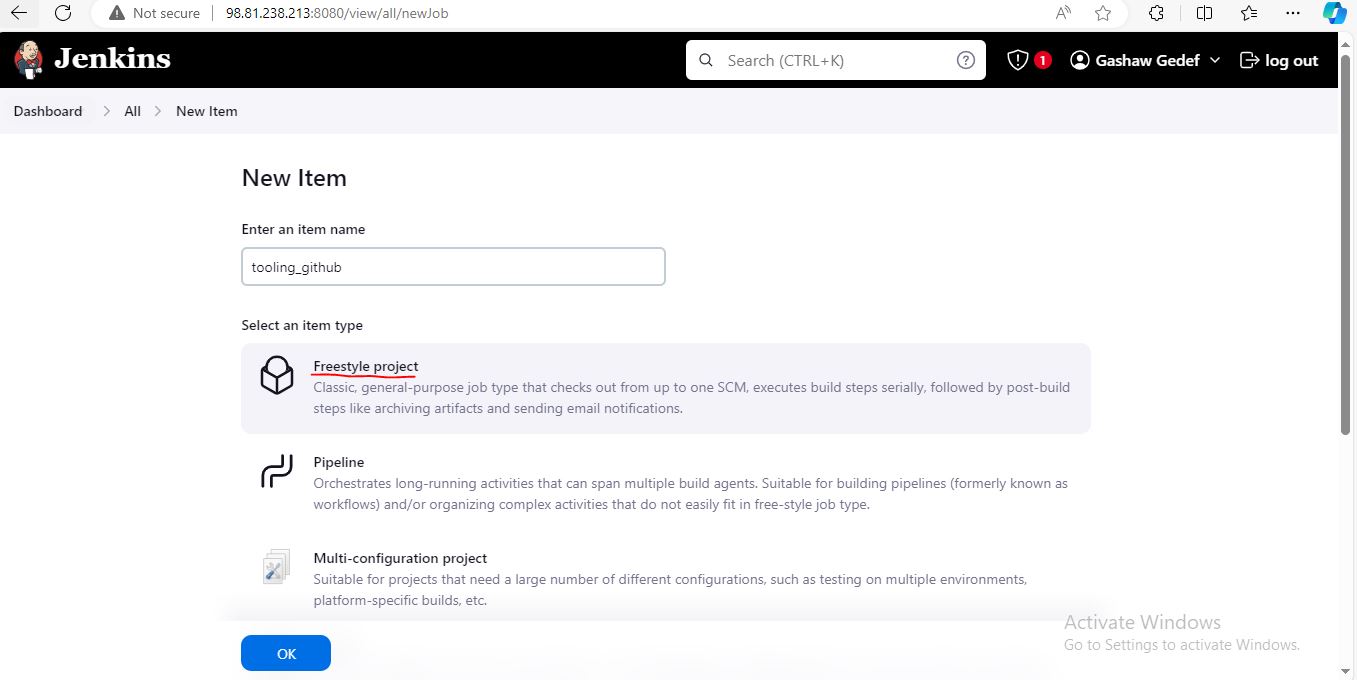 Not secure 98.81.238.213:8080/view/all/newJob
Jenkins
Search (CTRL+K)
1
Gashaw Gedef
log out
Dashboard All New Item
New Item
Enter an item name
tooling_github
Select an item type
Freestyle project
Classic, general-purpose job type that checks out from up to one SCM, executes build steps serially, followed by post-build
steps like archiving artifacts and sending email notifications.
Pipeline
Orchestrates long-running activities that can span multiple build agents. Suitable for building pipelines (formerly known as
workflows) and/or organizing complex activities that do not easily fit in free-style job type.
Multi-configuration project
Suitable for projects that need a large number of different configurations, such as testing on multiple environments,
platform-specific builds, etc.
OK
Activate Windows
Go to Settings to activate Windows.